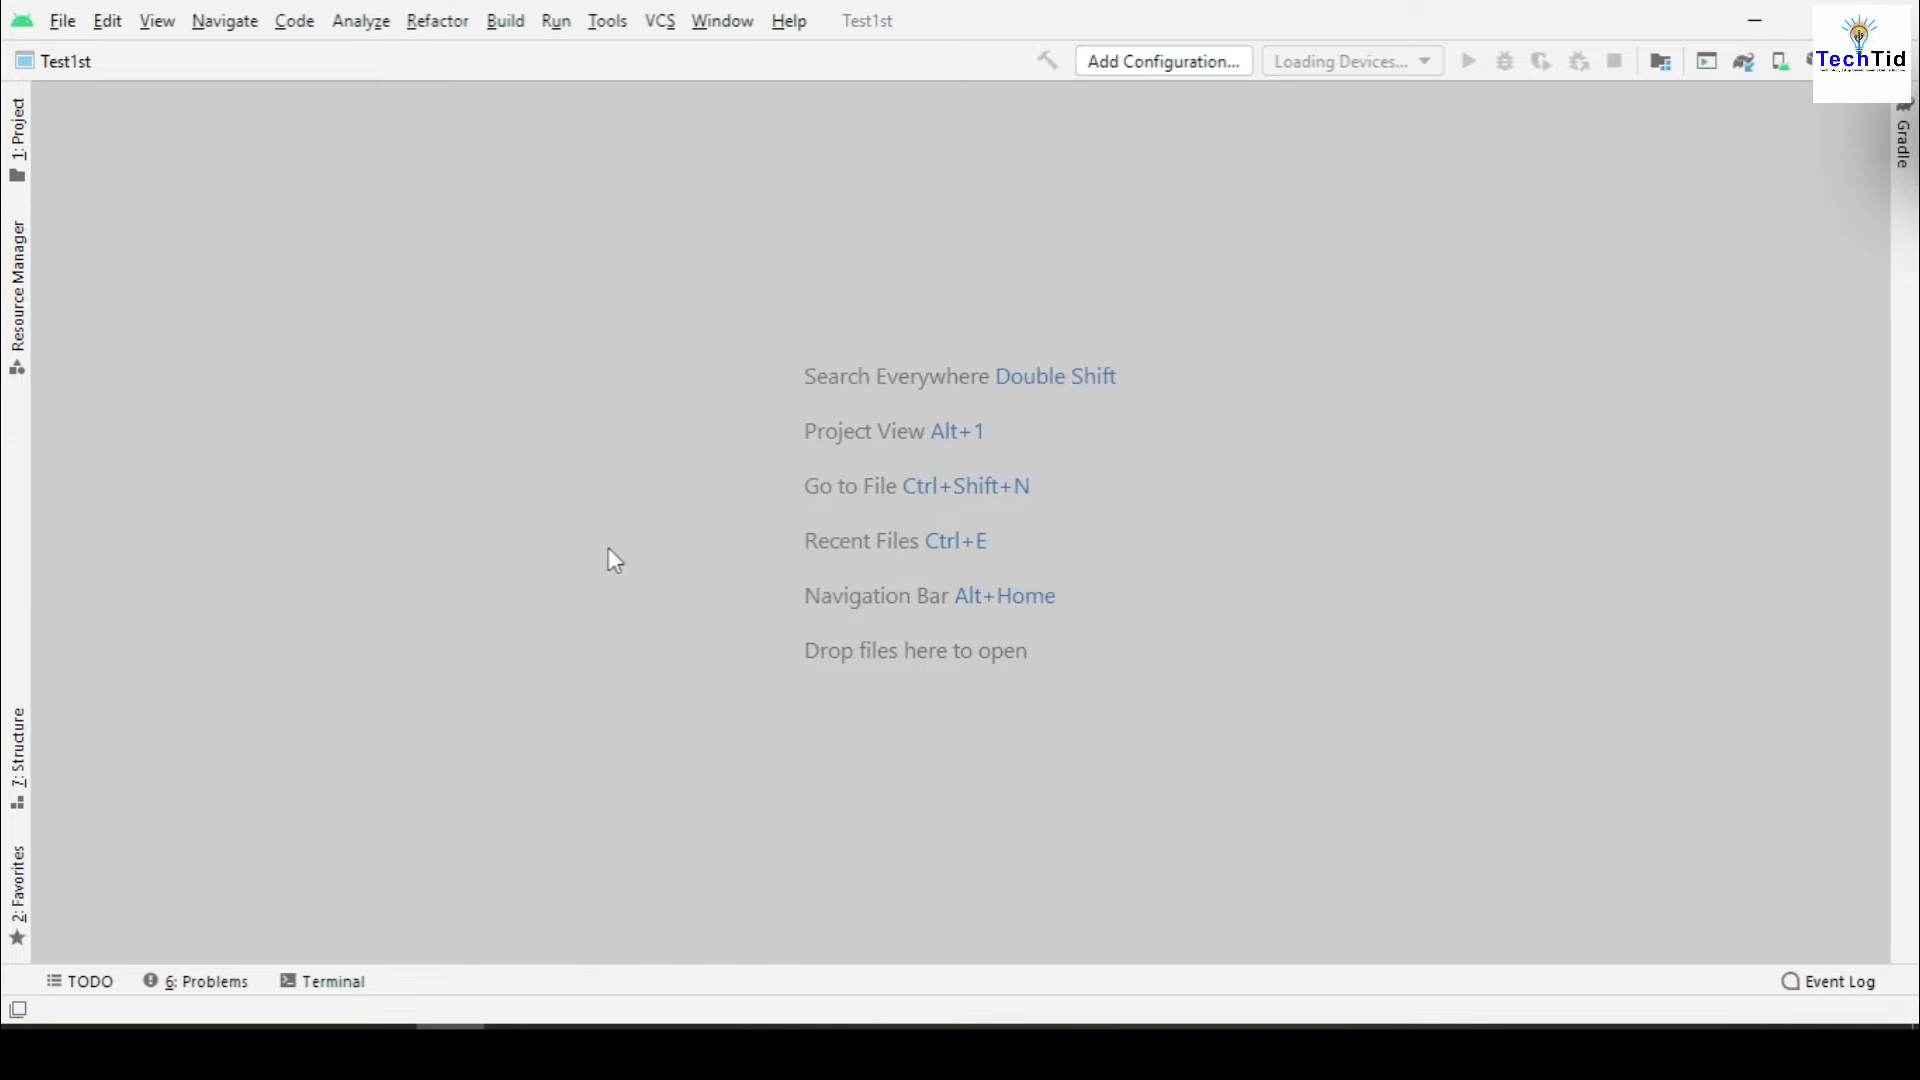 File Edit View Navigate Code Analyze Refactor Build Run Tools VCS Window Help Test1st
Test1st
Add Configuration...
Loading Devices...
TechTid
1: Project
Resource Manager
7: Structure
2: Favorites
Gradle
Search Everywhere Double Shift
Project View Alt+1
Go to File Ctrl+Shift+N
Recent Files Ctrl+E
Navigation Bar Alt+Home
Drop files here to open
TODO
6: Problems
Terminal
Event Log